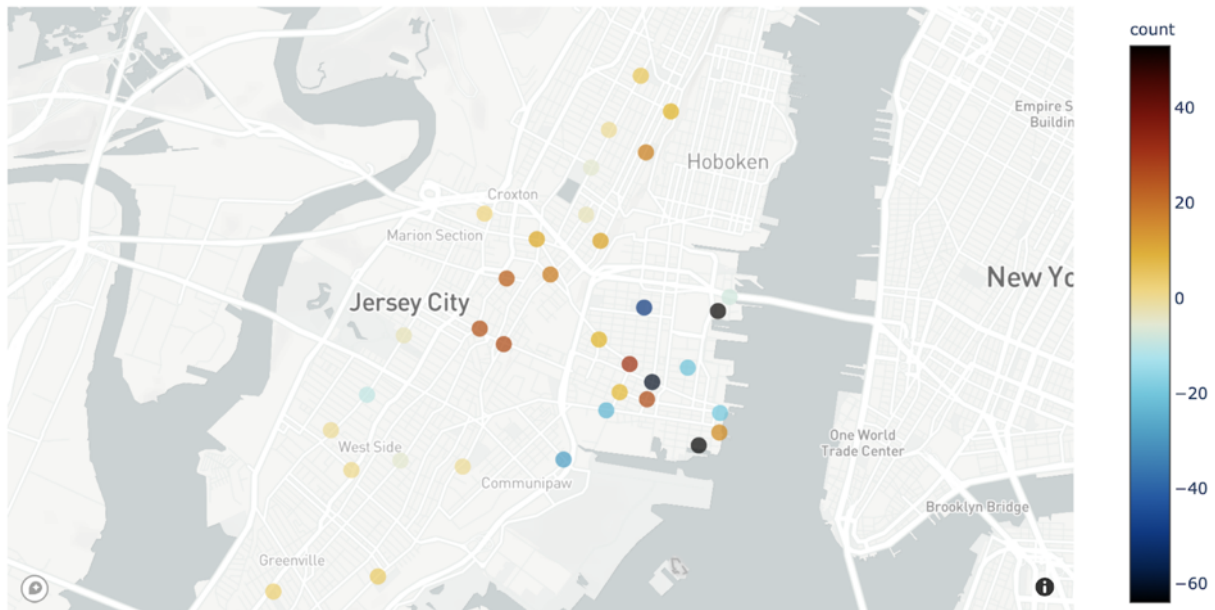 count
40
Empire S
Buildin
Hoboken
Croxton
20
Marion Section
New Yo
Jersey City
0
−20
West Side
One World
Trade Center
Communipaw
−40
Brooklyn Bridge
Greenville
−60